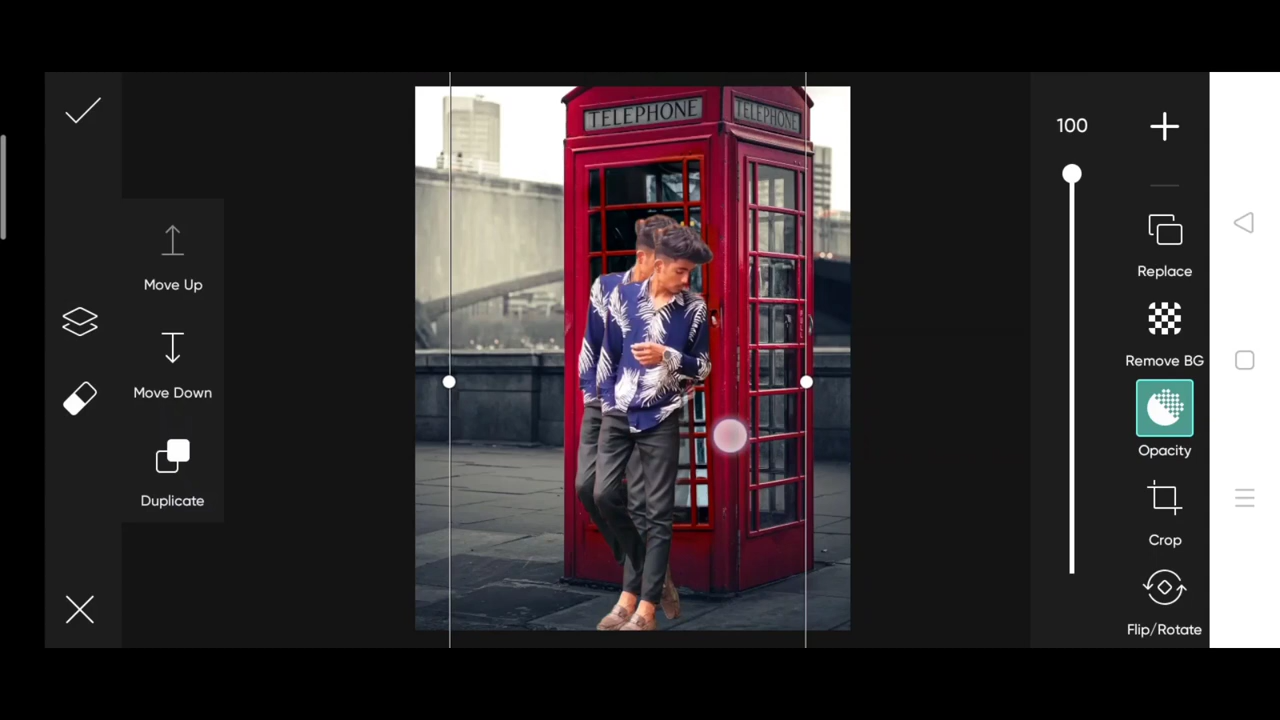 TELEPHONE
TELEPHONE
100
Move Up
Replace
Move Down
Remove BG
Opacity
Duplicate
Crop
Flip/Rotate